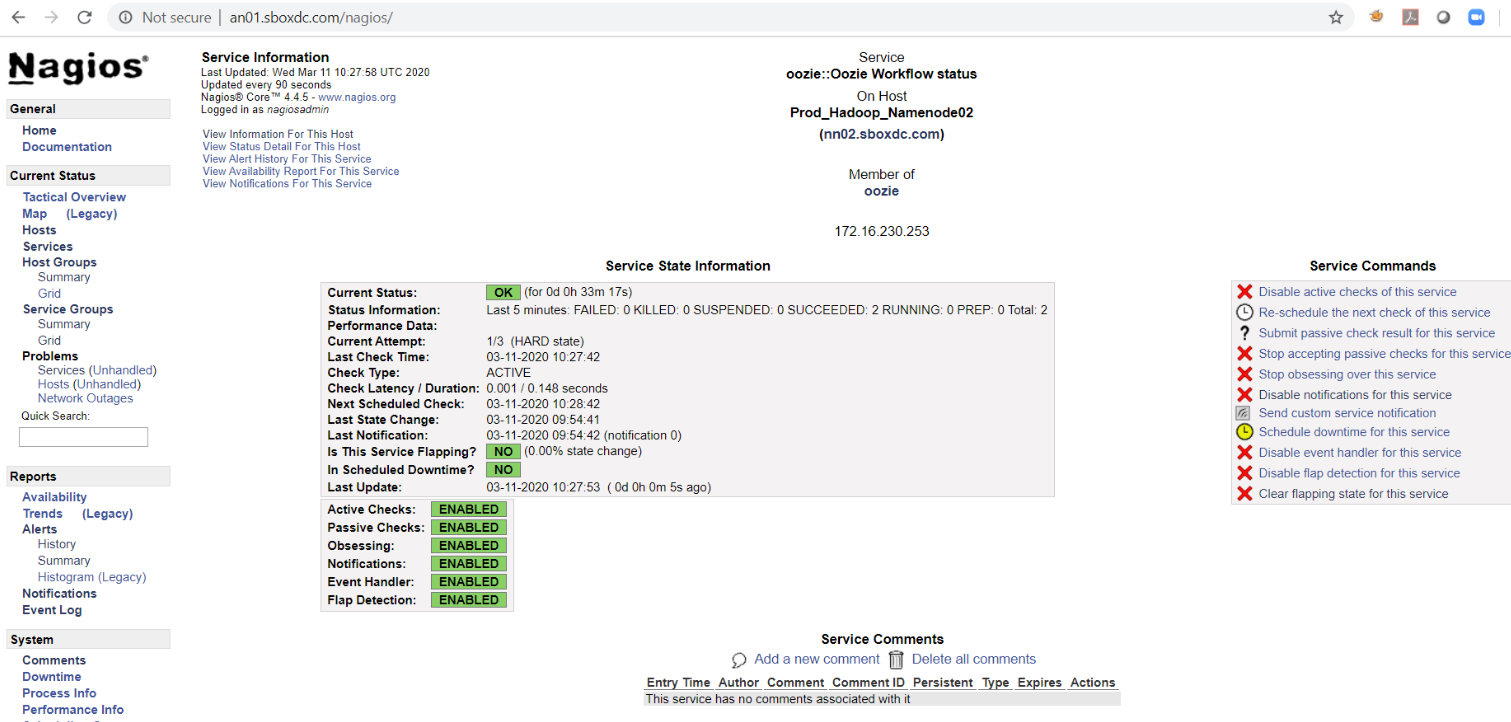 Not secure | an01.sboxdc.com/nagios/
Nagios®
General
Home
Documentation
Current Status
Tactical Overview
Map (Legacy)
Hosts
Services
Host Groups
Summary
Grid
Service Groups
Summary
Grid
Problems
Services (Unhandled)
Hosts (Unhandled)
Network Outages
Quick Search:
Reports
Availability
Trends (Legacy)
Alerts
History
Summary
Histogram (Legacy)
Notifications
Event Log
System
Comments
Downtime
Process Info
Performance Info
Service Information
Last Updated: Wed Mar 11 10:27:58 UTC 2020
Updated every 90 seconds
Nagios® Core™ 4.4.5 - www.nagios.org
Logged in as nagiosadmin
View Information For This Host
View Status Detail For This Host
View Alert History For This Service
View Availability Report For This Service
View Notifications For This Service
Service
oozie::Oozie Workflow status
On Host
Prod_Hadoop_Namenode02
(nn02.sboxdc.com)
Member of
oozie
172.16.230.253
Service State Information
Current Status: OK (for 0d 0h 33m 17s)
Status Information: Last 5 minutes: FAILED: 0 KILLED: 0 SUSPENDED: 0 SUCCEEDED: 2 RUNNING: 0 PREP: 0 Total: 2
Performance Data:
Current Attempt: 1/3 (HARD state)
Last Check Time: 03-11-2020 10:27:42
Check Type: ACTIVE
Check Latency / Duration: 0.001 / 0.148 seconds
Next Scheduled Check: 03-11-2020 10:28:42
Last State Change: 03-11-2020 09:54:41
Last Notification: 03-11-2020 09:54:42 (notification 0)
Is This Service Flapping? NO (0.00% state change)
In Scheduled Downtime? NO
Last Update: 03-11-2020 10:27:53 ( 0d 0h 0m 5s ago)
Active Checks: ENABLED
Passive Checks: ENABLED
Obsessing: ENABLED
Notifications: ENABLED
Event Handler: ENABLED
Flap Detection: ENABLED
Service Commands
Disable active checks of this service
Re-schedule the next check of this service
Submit passive check result for this service
Stop accepting passive checks for this service
Stop obsessing over this service
Disable notifications for this service
Send custom service notification
Schedule downtime for this service
Disable event handler for this service
Disable flap detection for this service
Clear flapping state for this service
Service Comments
Add a new comment Delete all comments
Entry Time Author Comment Comment ID Persistent Type Expires Actions
This service has no comments associated with it